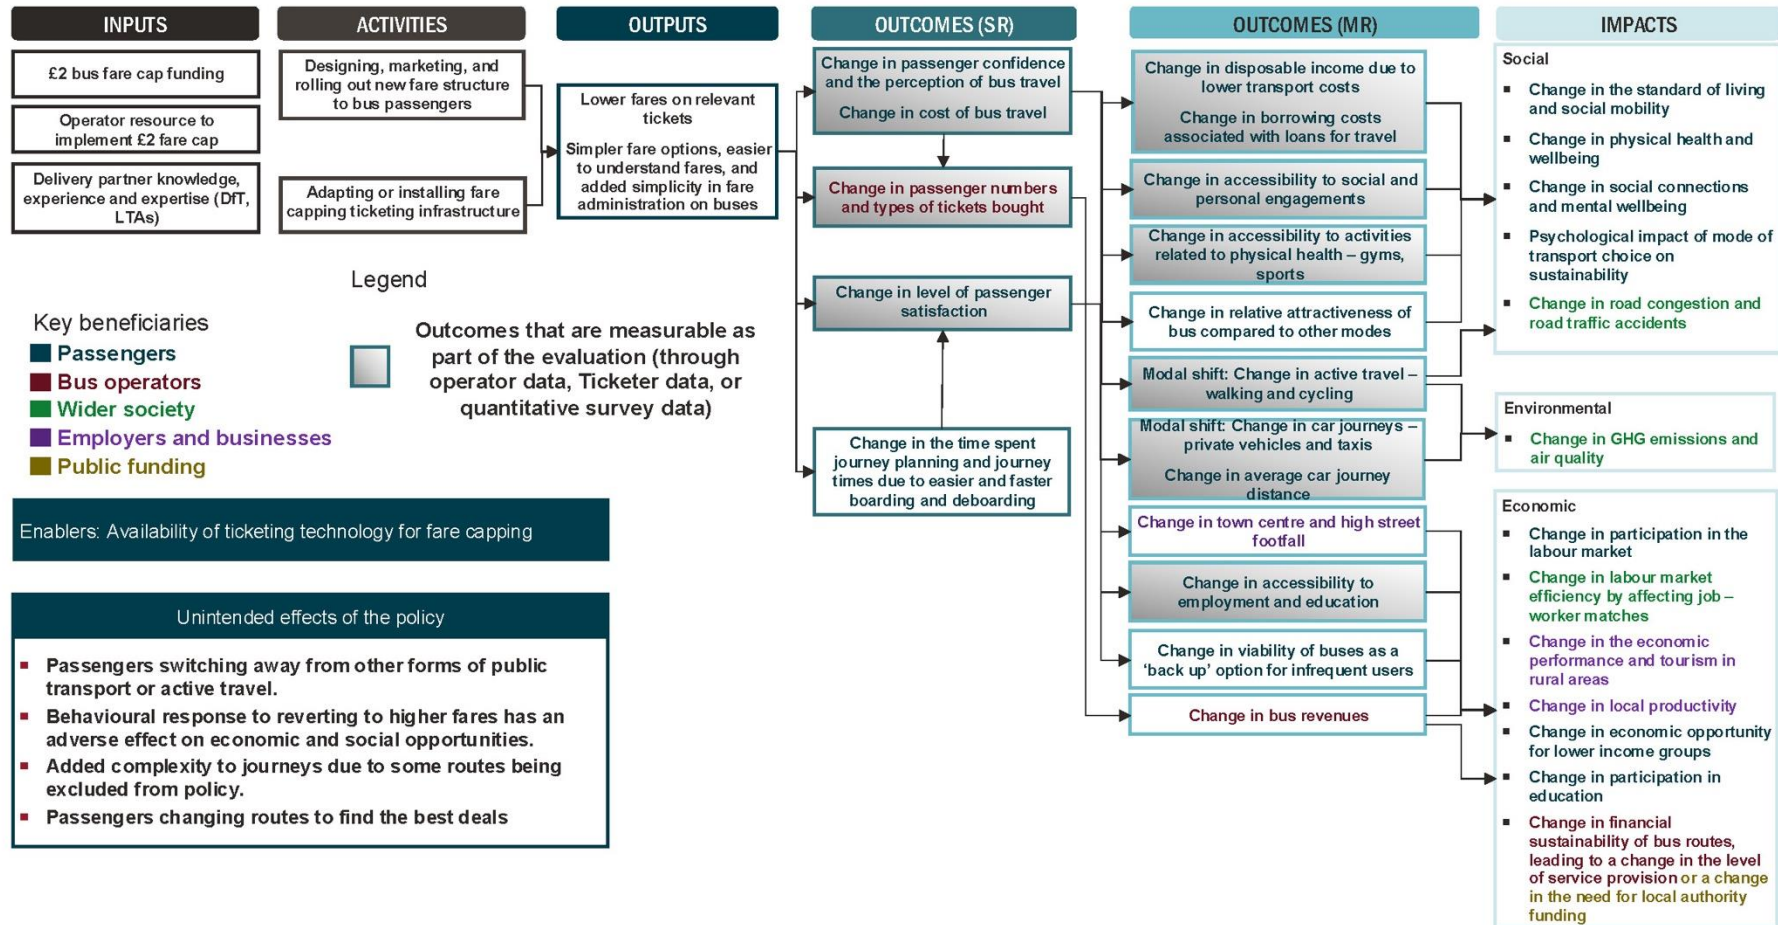 INPUTS
£2 bus fare cap funding
Operator resource to
implement £2 fare cap
Delivery partner knowledge,
experience and expertise (DfT,
LTAs)
ACTIVITIES
Designing, marketing, and
rolling out new fare structure
to bus passengers
Adapting or installing fare
capping ticketing infrastructure
OUTPUTS
Lower fares on relevant
tickets
Simpler fare options, easier
to understand fares, and
added simplicity in fare
administration on buses
OUTCOMES (SR)
Change in passenger confidence
and the perception of bus travel
Change in cost of bus travel
Change in passenger numbers
and types of tickets bought
Change in level of passenger
satisfaction
Change in the time spent
journey planning and journey
times due to easier and faster
boarding and deboarding
OUTCOMES (MR)
Change in disposable income due to
lower transport costs
Change in borrowing costs
associated with loans for travel
Change in accessibility to social and
personal engagements
Change in accessibility to activities
related to physical health – gyms,
sports
Change in relative attractiveness of
bus compared to other modes
Modal shift: Change in active travel –
walking and cycling
Modal shift: Change in car journeys –
private vehicles and taxis
Change in average car journey
distance
Change in town centre and high street
footfall
Change in accessibility to
employment and education
Change in viability of buses as a
‘back up’ option for infrequent users
Change in bus revenues
IMPACTS
Social
▪ Change in the standard of living
and social mobility
▪ Change in physical health and
wellbeing
▪ Change in social connections
and mental wellbeing
▪ Psychological impact of mode of
transport choice on
sustainability
▪ Change in road congestion and
road traffic accidents
Environmental
▪ Change in GHG emissions and
air quality
Economic
▪ Change in participation in the
labour market
▪ Change in labour market
efficiency by affecting job –
worker matches
▪ Change in the economic
performance and tourism in
rural areas
▪ Change in local productivity
▪ Change in economic opportunity
for lower income groups
▪ Change in participation in
education
▪ Change in financial
sustainability of bus routes,
leading to a change in the level
of service provision or a change
in the need for local authority
funding
Legend
Key beneficiaries
Passengers
Bus operators
Wider society
Employers and businesses
Public funding
Outcomes that are measurable as
part of the evaluation (through
operator data, Ticketer data, or
quantitative survey data)
Enablers: Availability of ticketing technology for fare capping
Unintended effects of the policy
▪ Passengers switching away from other forms of public
transport or active travel.
▪ Behavioural response to reverting to higher fares has an
adverse effect on economic and social opportunities.
▪ Added complexity to journeys due to some routes being
excluded from policy.
▪ Passengers changing routes to find the best deals